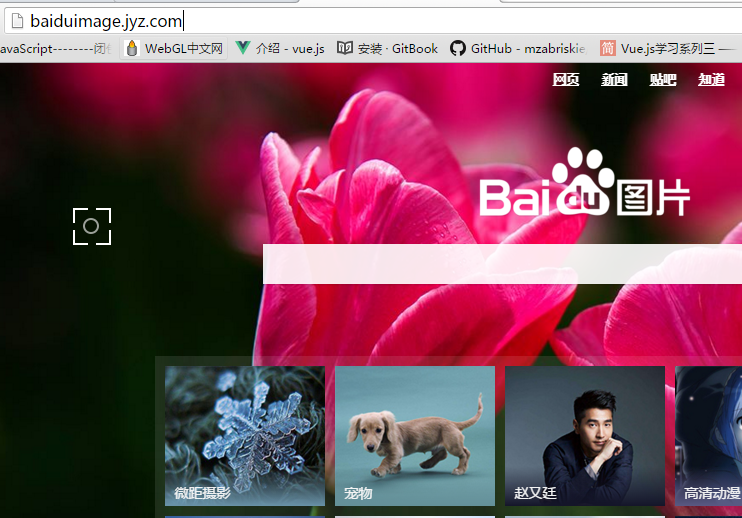 baiduimage.jyz.com
avaScript--------闭
WebGL中文网
介绍 - vue.js
安装 · GitBook
GitHub - mzabriskie
简
Vue.js学习系列三 ——
网页 新闻 贴吧 知道
Bai du 图片
微距摄影
宠物
赵又廷
高清动漫